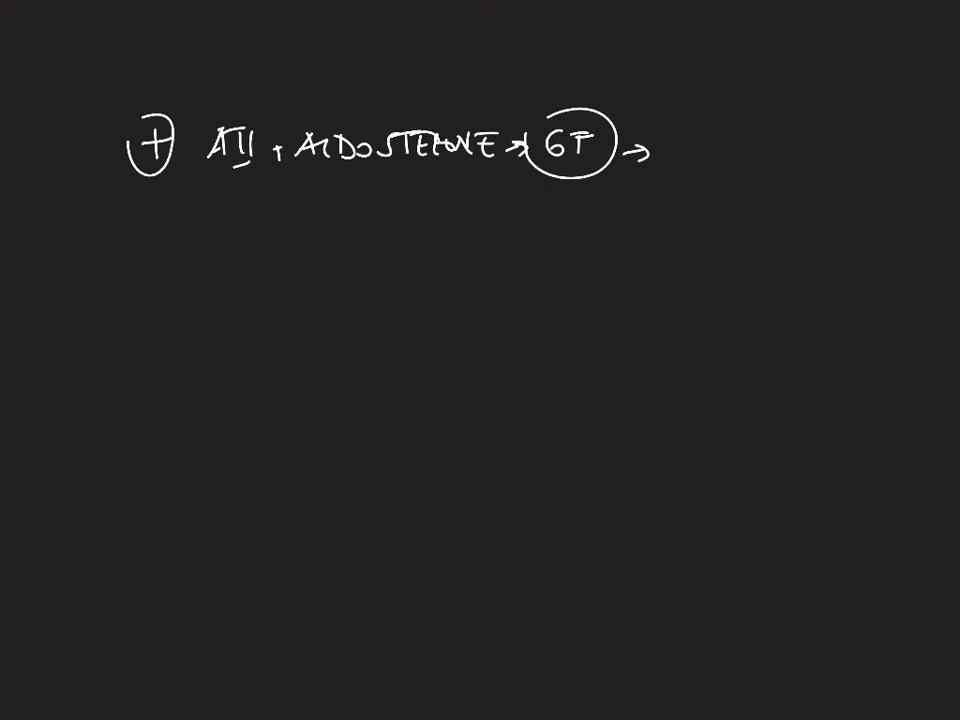 + AII + ALDOSTERONE → GF →